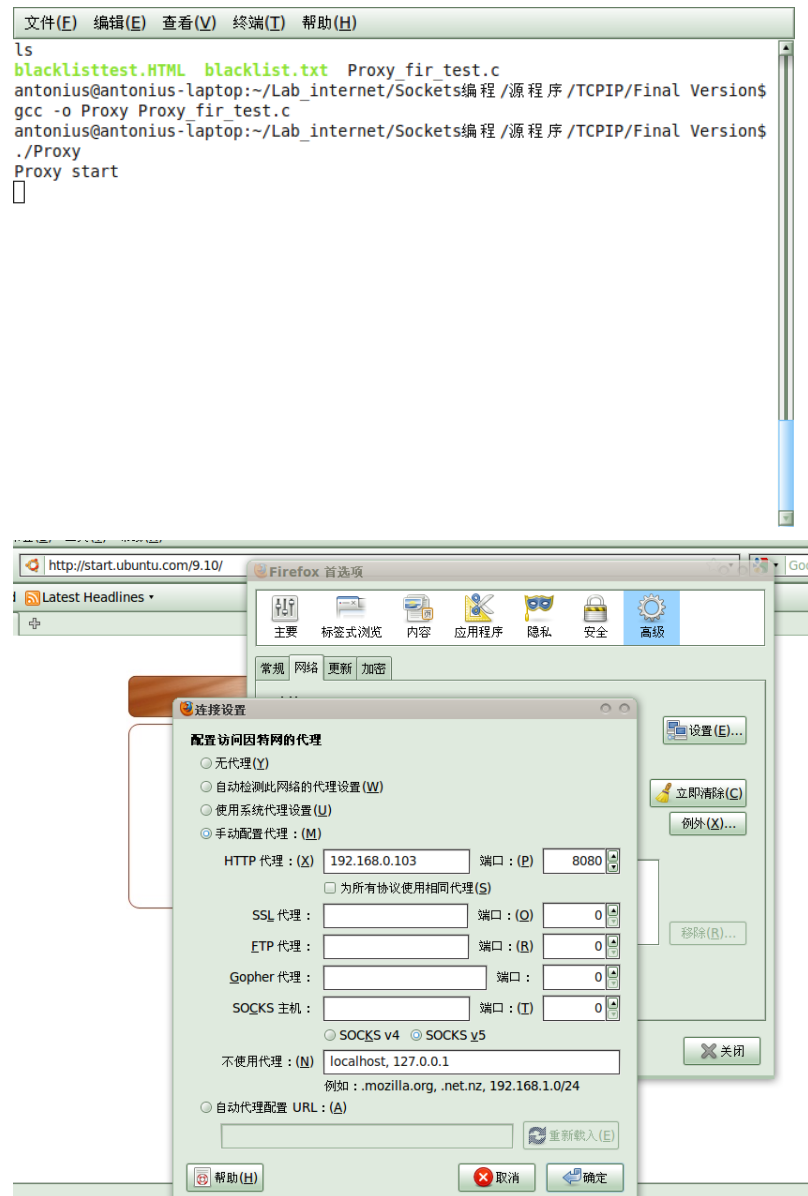 文件(F) 编辑(E) 查看(V) 终端(T) 帮助(H)
ls
blacklisttest.HTML blacklist.txt Proxy_fir_test.c
antonius@antonius-laptop:~/Lab_internet/Sockets编程/源程序/TCPIP/Final Version$
gcc -o Proxy Proxy_fir_test.c
antonius@antonius-laptop:~/Lab_internet/Sockets编程/源程序/TCPIP/Final Version$
./Proxy
Proxy start
http://start.ubuntu.com/9.10/
Firefox 首选项
Latest Headlines
主要 标签式浏览 内容 应用程序 隐私 安全 高级
常规 网络 更新 加密
连接设置
设置(E)...
配置访问因特网的代理
无代理(Y)
自动检测此网络的代理设置(W)
立即清除(C)
使用系统代理设置(U)
例外(X)...
手动配置代理：(M)
HTTP 代理：(X) 192.168.0.103 端口：(P) 8080
为所有协议使用相同代理(S)
SSL 代理： 端口：(O) 0
移除(R)...
FTP 代理： 端口：(R) 0
Gopher 代理： 端口： 0
SOCKS 主机： 端口：(T) 0
SOCKS v4 SOCKS v5
关闭
不使用代理：(N) localhost, 127.0.0.1
例如：.mozilla.org, .net.nz, 192.168.1.0/24
自动代理配置 URL：(A)
重新载入(E)
帮助(H) 取消 确定